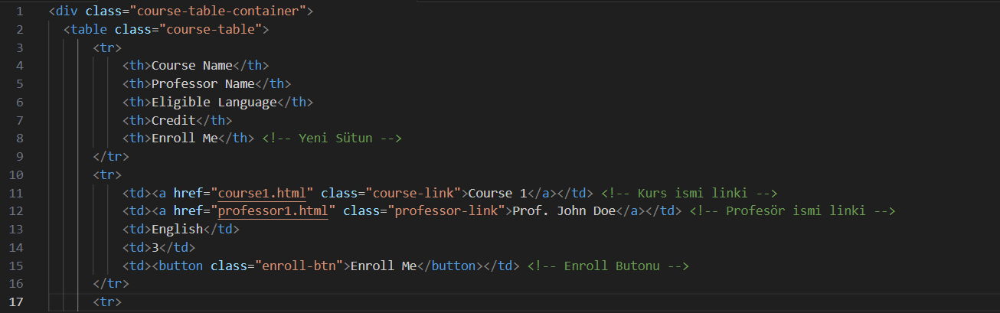 1 <div class="course-table-container">
2 <table class="course-table">
3 <tr>
4 <th>Course Name</th>
5 <th>Professor Name</th>
6 <th>Eligible Language</th>
7 <th>Credit</th>
8 <th>Enroll Me</th> <!-- Yeni Sütun -->
9 </tr>
10 <tr>
11 <td><a href="course1.html" class="course-link">Course 1</a></td> <!-- Kurs ismi linki -->
12 <td><a href="professor1.html" class="professor-link">Prof. John Doe</a></td> <!-- Profesör ismi linki -->
13 <td>English</td>
14 <td>3</td>
15 <td><button class="enroll-btn">Enroll Me</button></td> <!-- Enroll Butonu -->
16 </tr>
17 <tr>